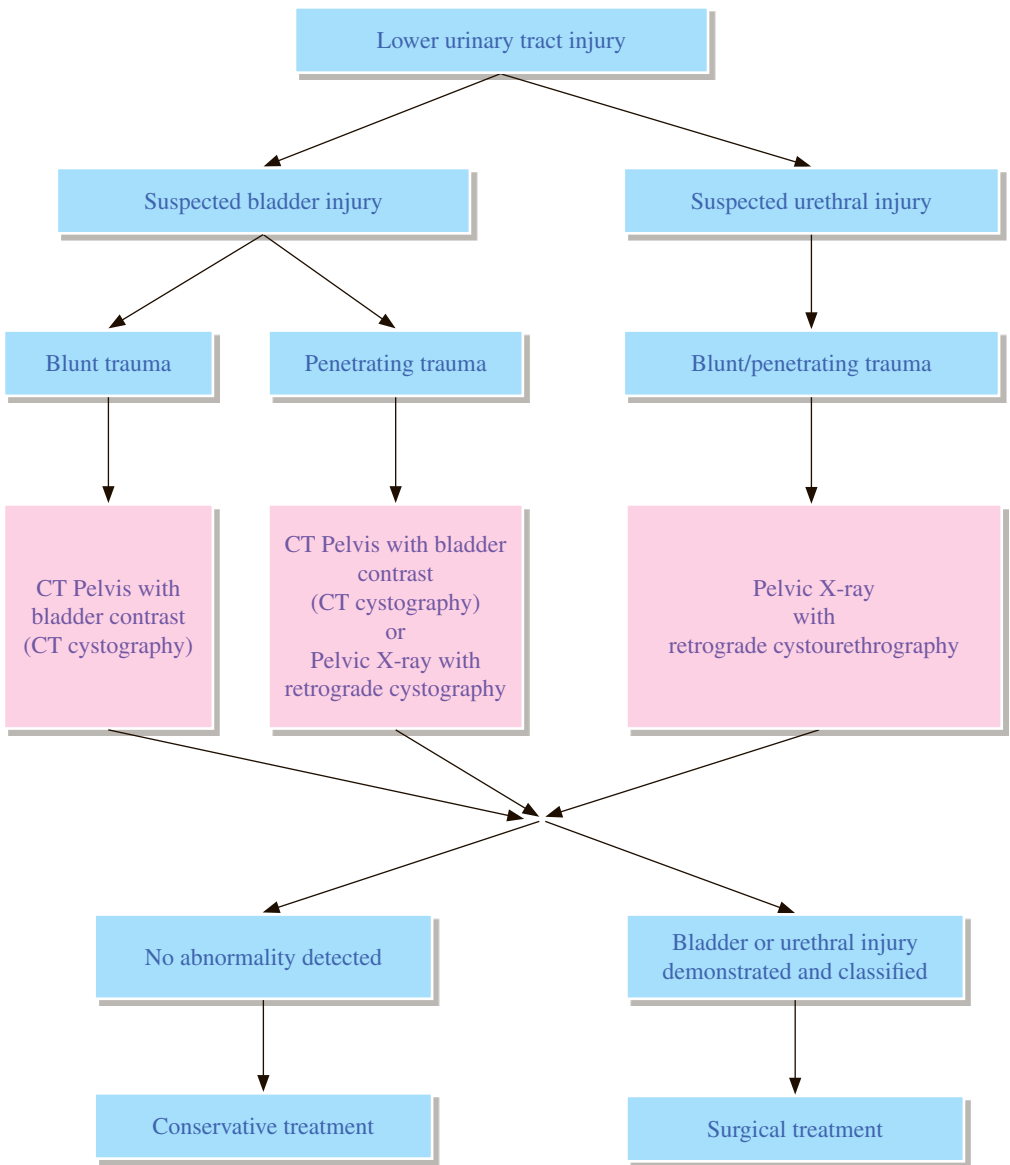 Lower urinary tract injury
Suspected bladder injury
Suspected urethral injury
Blunt trauma
Penetrating trauma
Blunt/penetrating trauma
CT Pelvis with
bladder contrast
(CT cystography)
CT Pelvis with bladder
contrast
(CT cystography)
or
Pelvic X-ray with
retrograde cystography
Pelvic X-ray
with
retrograde cystourethrography
No abnormality detected
Bladder or urethral injury
demonstrated and classified
Conservative treatment
Surgical treatment